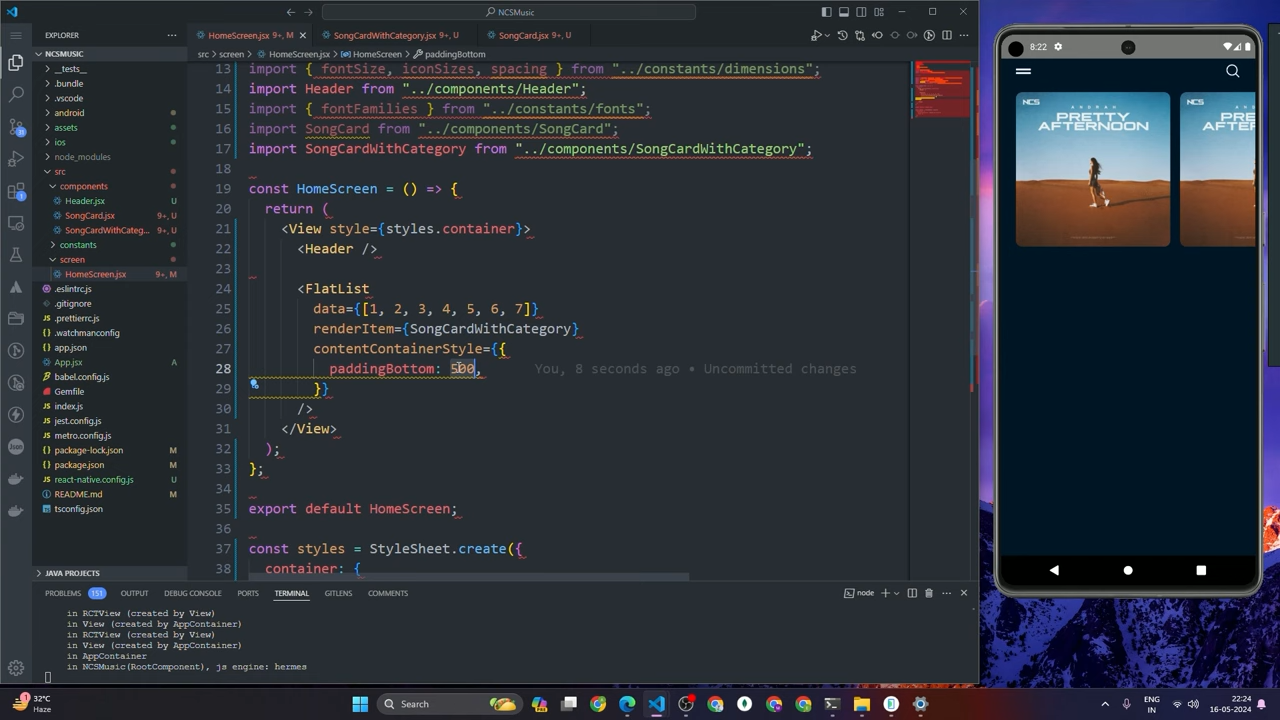 NCSMusic
EXPLORER
HomeScreen.jsx 9+, M
SongCardWithCategory.jsx 9+, U
SongCard.jsx 9+, U
NCSMUSIC
src > screen > HomeScreen.jsx > HomeScreen > paddingBottom
__tests__
.bundle
.vscode
android
assets
ios
node_modules
src
components
Header.jsx U
SongCard.jsx 9+, U
SongCardWithCateg... 9+, U
constants
screen
HomeScreen.jsx 9+, M
.eslintrc.js
.gitignore
.prettierrc.js
.watchmanconfig
app.json
App.jsx A
babel.config.js
Gemfile
index.js
jest.config.js
metro.config.js
package-lock.json M
package.json M
react-native.config.js U
README.md M
tsconfig.json
JAVA PROJECTS
13 import { fontSize, iconSizes, spacing } from "../constants/dimensions";
14 import Header from "../components/Header";
15 import { fontFamilies } from "../constants/fonts";
16 import SongCard from "../components/SongCard";
17 import SongCardWithCategory from "../components/SongCardWithCategory";
18
19 const HomeScreen = () => {
20 return (
21 <View style={styles.container}>
22 <Header />
23
24 <FlatList
25 data={[1, 2, 3, 4, 5, 6, 7]}
26 renderItem={SongCardWithCategory}
27 contentContainerStyle={{
28 paddingBottom: 500, You, 8 seconds ago • Uncommitted changes
29 }}
30 />
31 </View>
32 );
33 };
34
35 export default HomeScreen;
36
37 const styles = StyleSheet.create({
38 container: {
PROBLEMS 151 OUTPUT DEBUG CONSOLE PORTS TERMINAL GITLENS COMMENTS
node
in RCTView (created by View)
in View (created by AppContainer)
in RCTView (created by View)
in View (created by AppContainer)
in AppContainer
in NCSMusic(RootComponent), js engine: hermes
8:22
NCS
PRETTY
AFTERNOON
NCS
PRE
AFTER
32°C
Haze
Search
ENG
IN
22:24
16-05-2024